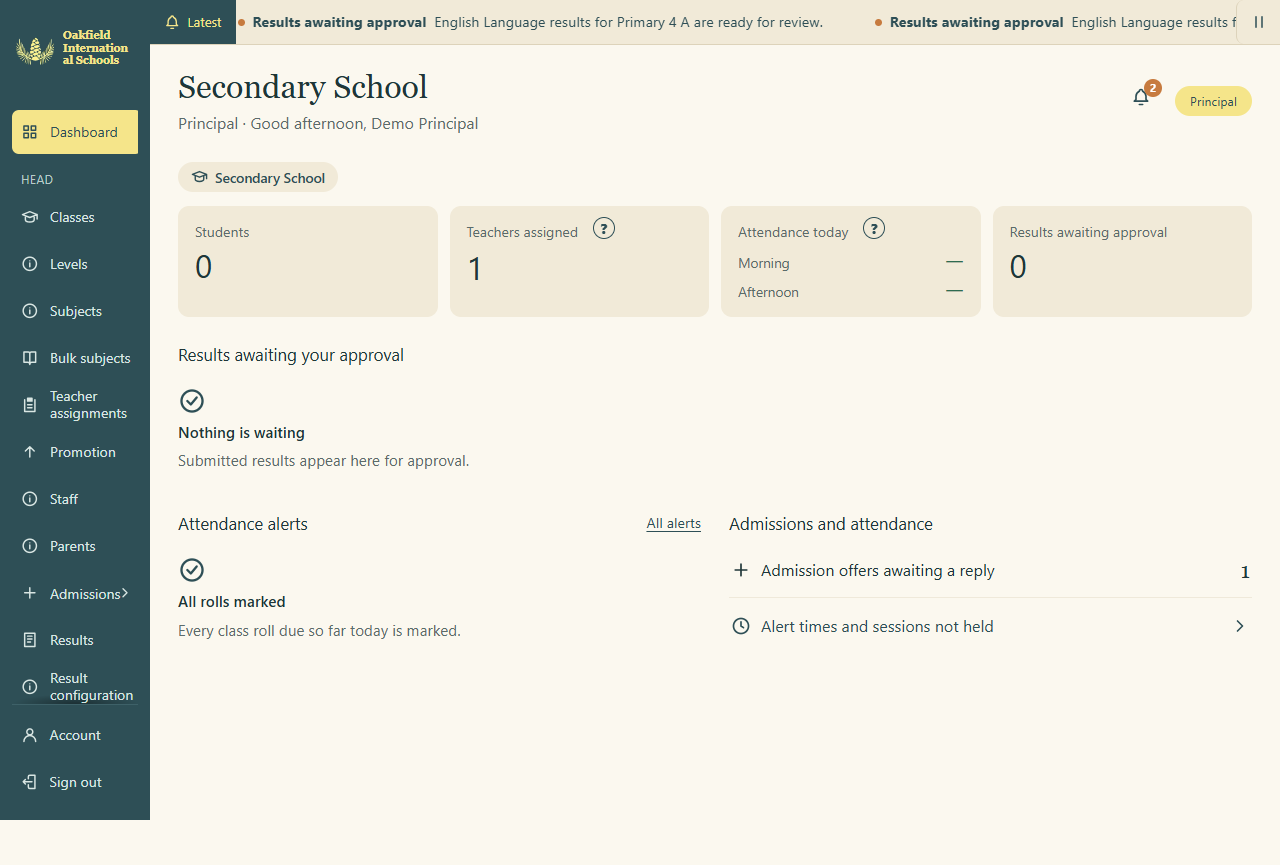 Oakfield
Internation
al Schools
Latest
Results awaiting approval English Language results for Primary 4 A are ready for review.
Results awaiting approval English Language results f
Secondary School
Principal · Good afternoon, Demo Principal
2
Principal
Dashboard
HEAD
Classes
Levels
Subjects
Bulk subjects
Teacher
assignments
Promotion
Staff
Parents
Admissions
Results
Result
configuration
Account
Sign out
Secondary School
Students
0
Teachers assigned ?
1
Attendance today ?
Morning —
Afternoon —
Results awaiting approval
0
Results awaiting your approval
Nothing is waiting
Submitted results appear here for approval.
Attendance alerts
All alerts
All rolls marked
Every class roll due so far today is marked.
Admissions and attendance
Admission offers awaiting a reply 1
Alert times and sessions not held